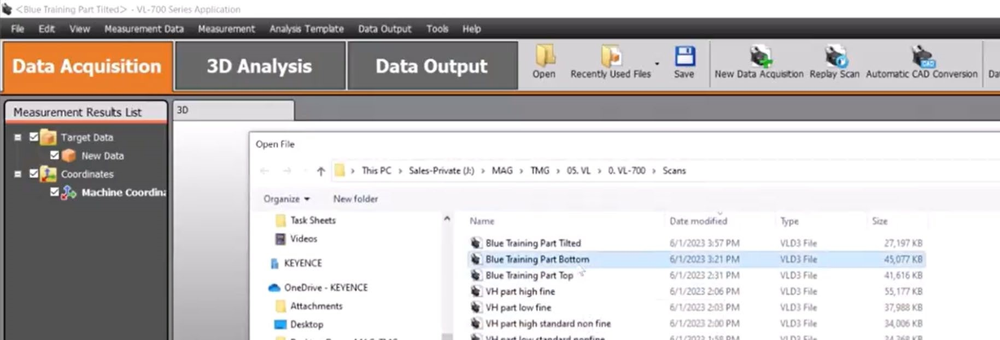 <Blue Training Part Tilted> - VL-700 Series Application
File Edit View Measurement Data Measurement Analysis Template Data Output Tools Help
Data Acquisition 3D Analysis Data Output
Open Recently Used Files Save New Data Acquisition Replay Scan Automatic CAD Conversion
Measurement Results List
Target Data
New Data
Coordinates
Machine Coordina
3D
Open File
This PC > Sales-Private (J:) > MAG > TMG > 05. VL > 0. VL-700 > Scans
Organize New folder
Task Sheets
Videos
KEYENCE
OneDrive - KEYENCE
Attachments
Desktop
Name Date modified Type Size
Blue Training Part Tilted 6/1/2023 3:57 PM VLD3 File 27,197 KB
Blue Training Part Bottom 6/1/2023 3:21 PM VLD3 File 45,077 KB
Blue Training Part Top 6/1/2023 2:31 PM VLD3 File 41,616 KB
VH part high fine 6/1/2023 2:06 PM VLD3 File 55,177 KB
VH part low fine 6/1/2023 2:03 PM VLD3 File 37,988 KB
VH part high standard non fine 6/1/2023 2:00 PM VLD3 File 34,006 KB